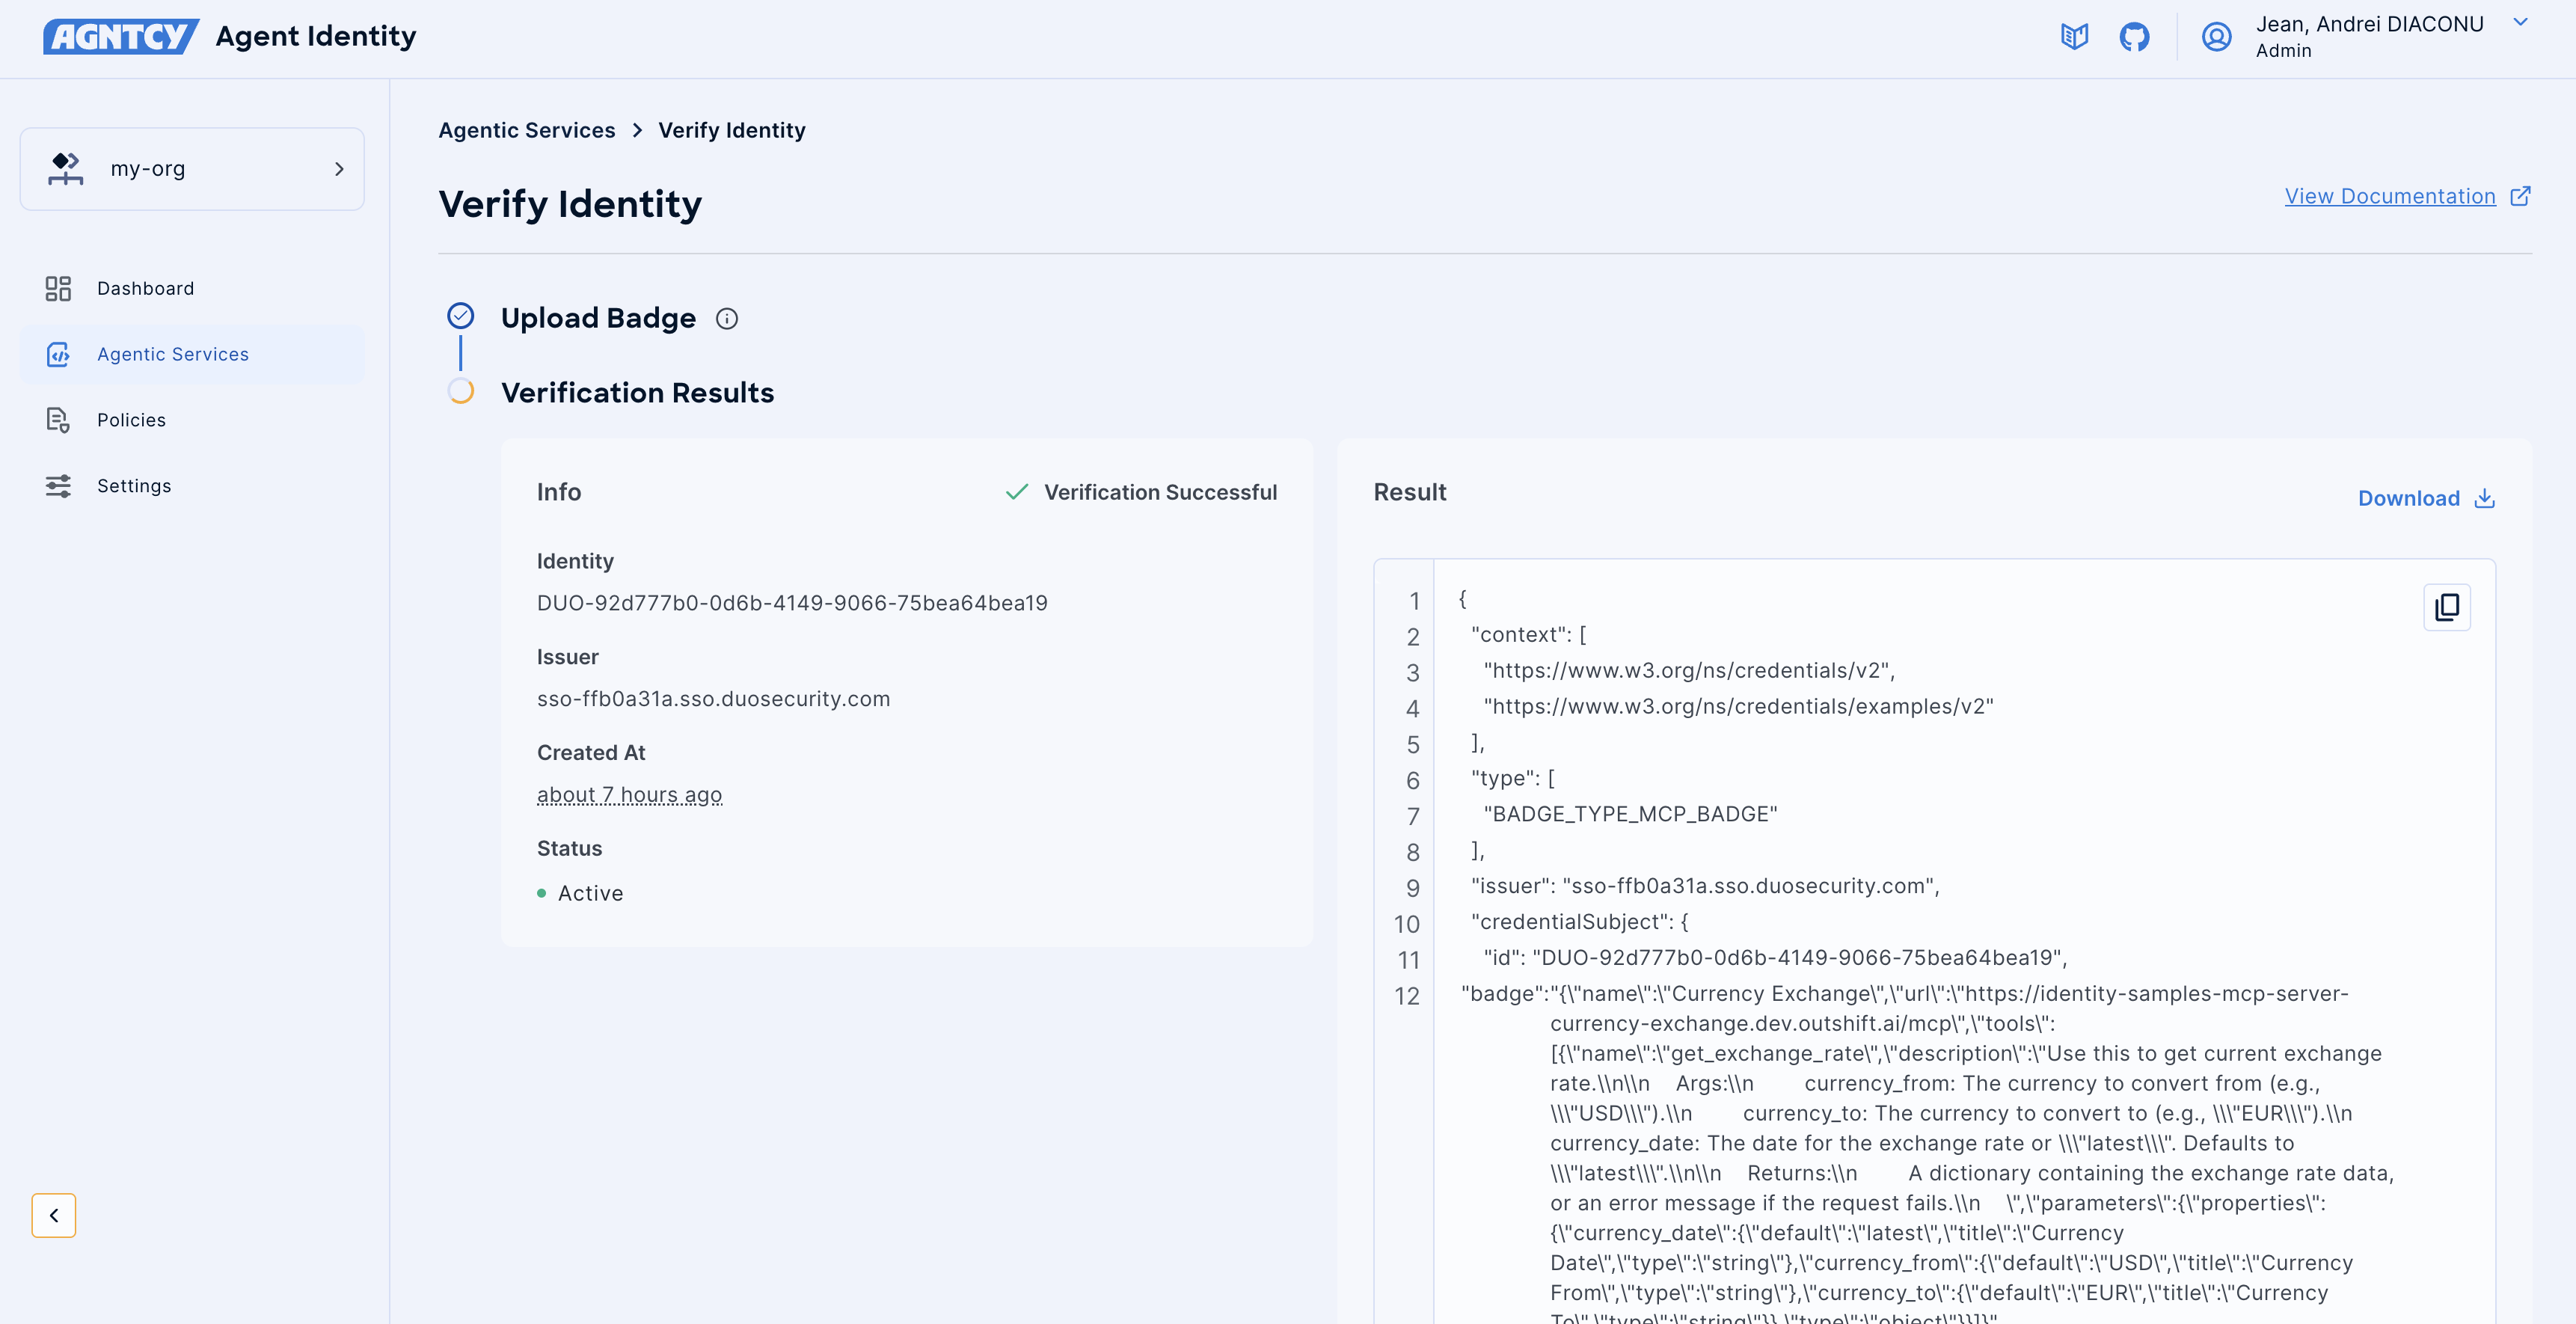 AGNTCY Agent Identity
Jean, Andrei DIACONU
Admin
my-org
Dashboard
Agentic Services
Policies
Settings
Agentic Services > Verify Identity
Verify Identity
View Documentation
Upload Badge
Verification Results
Info
Verification Successful
Identity
DUO-92d777b0-0d6b-4149-9066-75bea64bea19
Issuer
sso-ffb0a31a.sso.duosecurity.com
Created At
about 7 hours ago
Status
Active
Result
Download
1 {
2 "context": [
3 "https://www.w3.org/ns/credentials/v2",
4 "https://www.w3.org/ns/credentials/examples/v2"
5 ],
6 "type": [
7 "BADGE_TYPE_MCP_BADGE"
8 ],
9 "issuer": "sso-ffb0a31a.sso.duosecurity.com",
10 "credentialSubject": {
11 "id": "DUO-92d777b0-0d6b-4149-9066-75bea64bea19",
12 "badge":"{\"name\":\"Currency Exchange\",\"url\":\"https://identity-samples-mcp-server-
currency-exchange.dev.outshift.ai/mcp\",\"tools\":
[{\"name\":\"get_exchange_rate\",\"description\":\"Use this to get current exchange
rate.\\n\\n    Args:\\n        currency_from: The currency to convert from (e.g.,
\\\"USD\\\").\\n        currency_to: The currency to convert to (e.g., \\\"EUR\\\").\\n
currency_date: The date for the exchange rate or \\\"latest\\\". Defaults to
\\\"latest\\\".\\n\\n    Returns:\\n        A dictionary containing the exchange rate data,
or an error message if the request fails.\\n    \",\"parameters\":{\"properties\":
{\"currency_date\":{\"default\":\"latest\",\"title\":\"Currency
Date\",\"type\":\"string\"},\"currency_from\":{\"default\":\"USD\",\"title\":\"Currency
From\",\"type\":\"string\"},\"currency_to\":{\"default\":\"EUR\",\"title\":\"Currency
To\",\"type\":\"string\"}},\"type\":\"object\"}}]}"